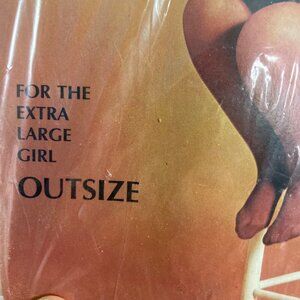 FOR THE
EXTRA
LARGE
GIRL
OUTSIZE